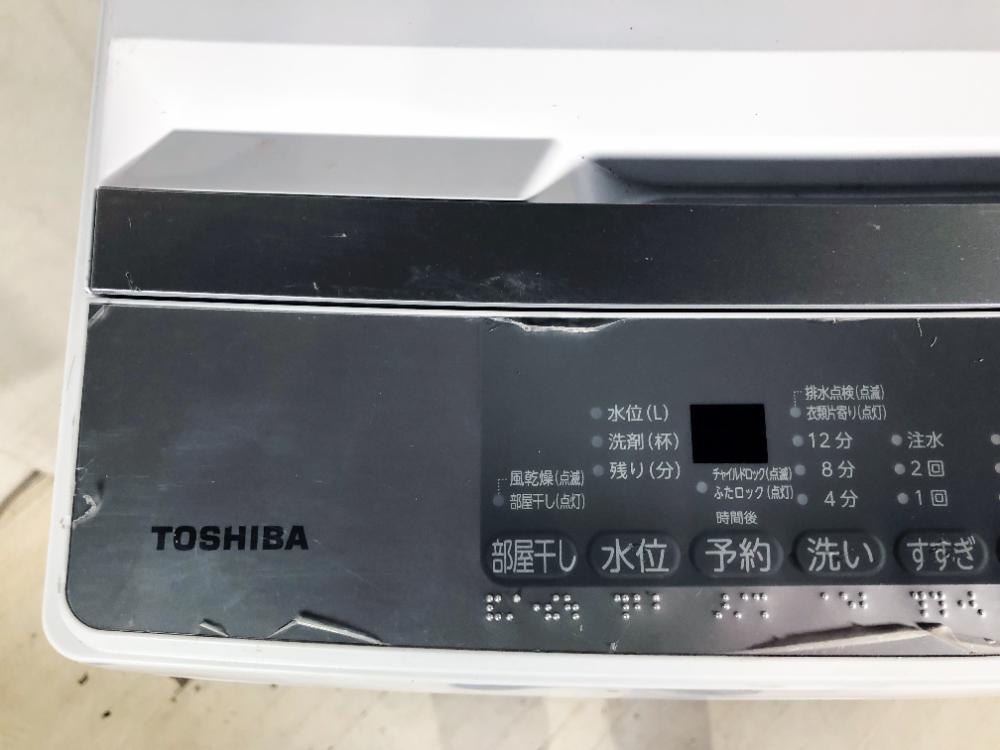 排水点検(点滅)
水位(L)
衣類片寄り(点灯)
洗剤(杯)
12分
注水
風乾燥(点滅)
残り(分)
チャイルドロック(点滅)
8分
2回
部屋干し(点灯)
ふたロック(点灯)
4分
1回
時間後
TOSHIBA
部屋干し
水位
予約
洗い
すすぎ